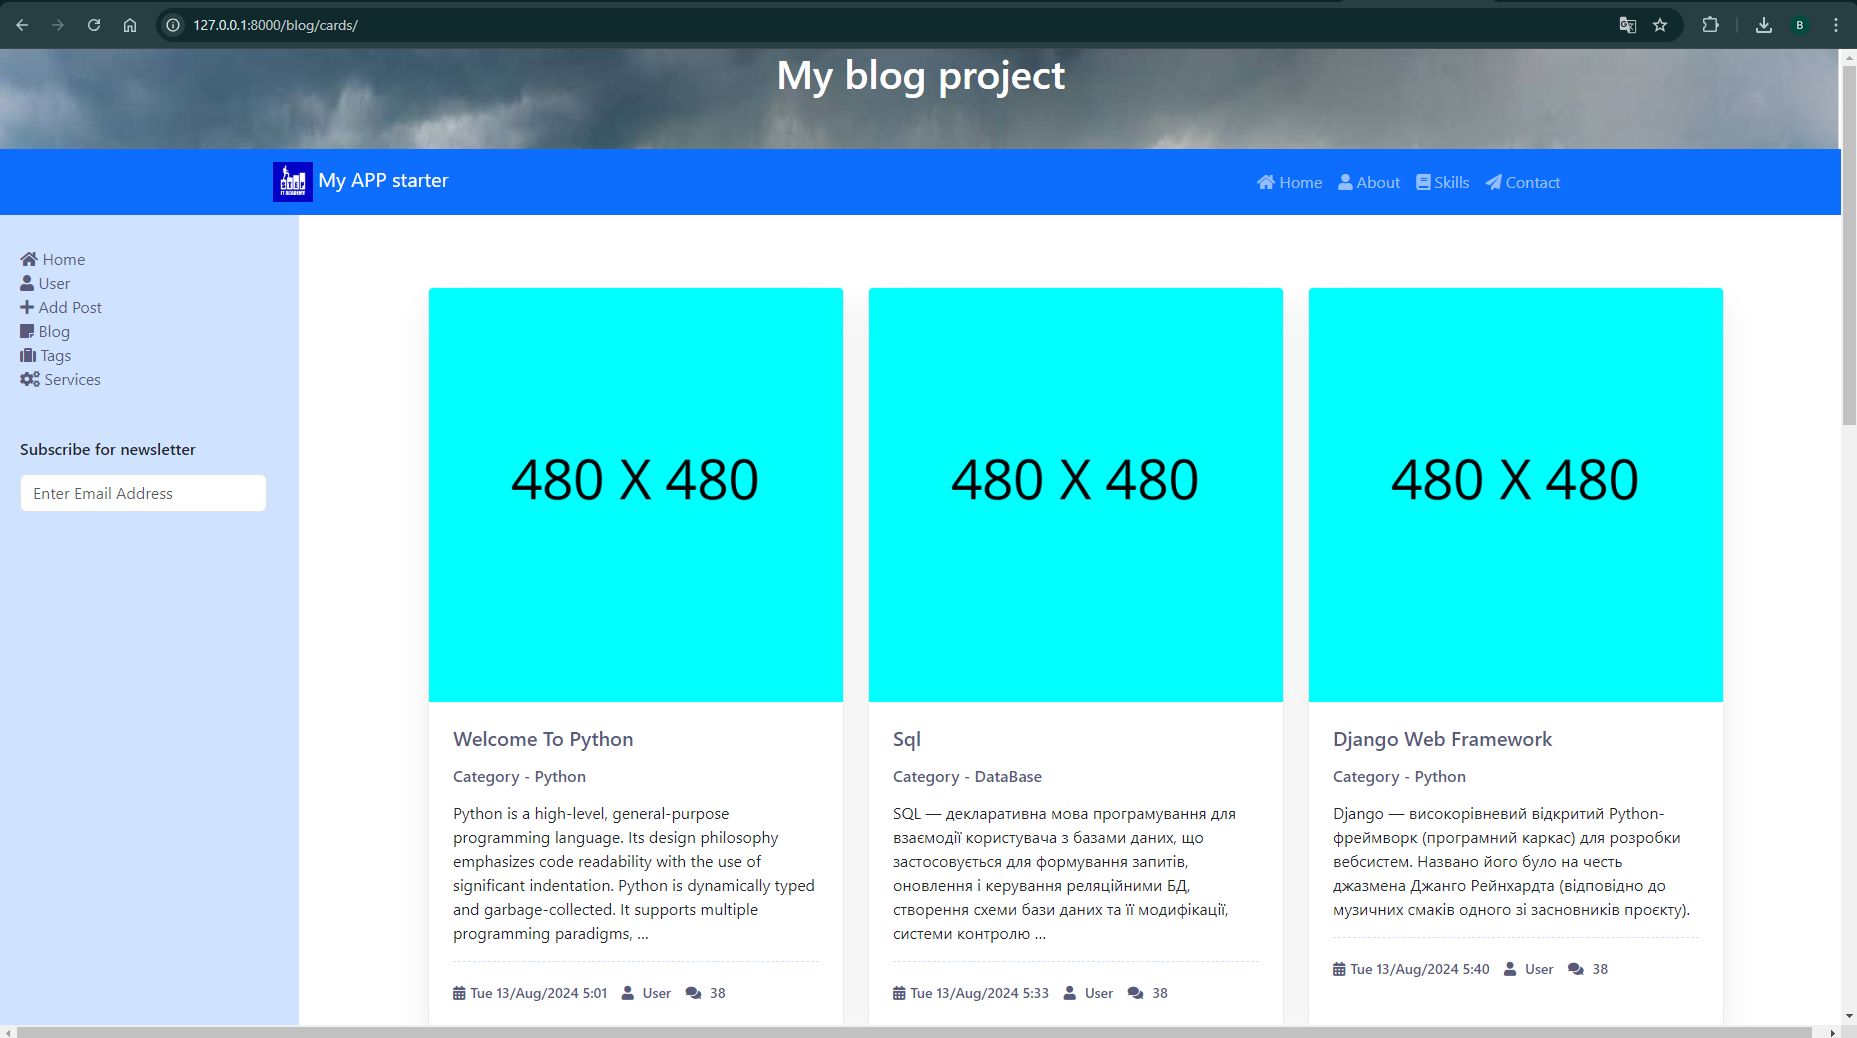 127.0.0.1:8000/blog/cards/
B
My blog project
STEP
IT ACADEMY
My APP starter
Home
About
Skills
Contact
Home
User
Add Post
Blog
Tags
Services
Subscribe for newsletter
Enter Email Address
480 X 480
Welcome To Python
Category - Python
Python is a high-level, general-purpose
programming language. Its design philosophy
emphasizes code readability with the use of
significant indentation. Python is dynamically typed
and garbage-collected. It supports multiple
programming paradigms, ...
Tue 13/Aug/2024 5:01 User 38
480 X 480
Sql
Category - DataBase
SQL — декларативна мова програмування для
взаємодії користувача з базами даних, що
застосовується для формування запитів,
оновлення і керування реляційними БД,
створення схеми бази даних та її модифікації,
системи контролю ...
Tue 13/Aug/2024 5:33 User 38
480 X 480
Django Web Framework
Category - Python
Django — високорівневий відкритий Python-
фреймворк (програмний каркас) для розробки
вебсистем. Названо його було на честь
джазмена Джанго Рейнхардта (відповідно до
музичних смаків одного зі засновників проєкту).
Tue 13/Aug/2024 5:40 User 38